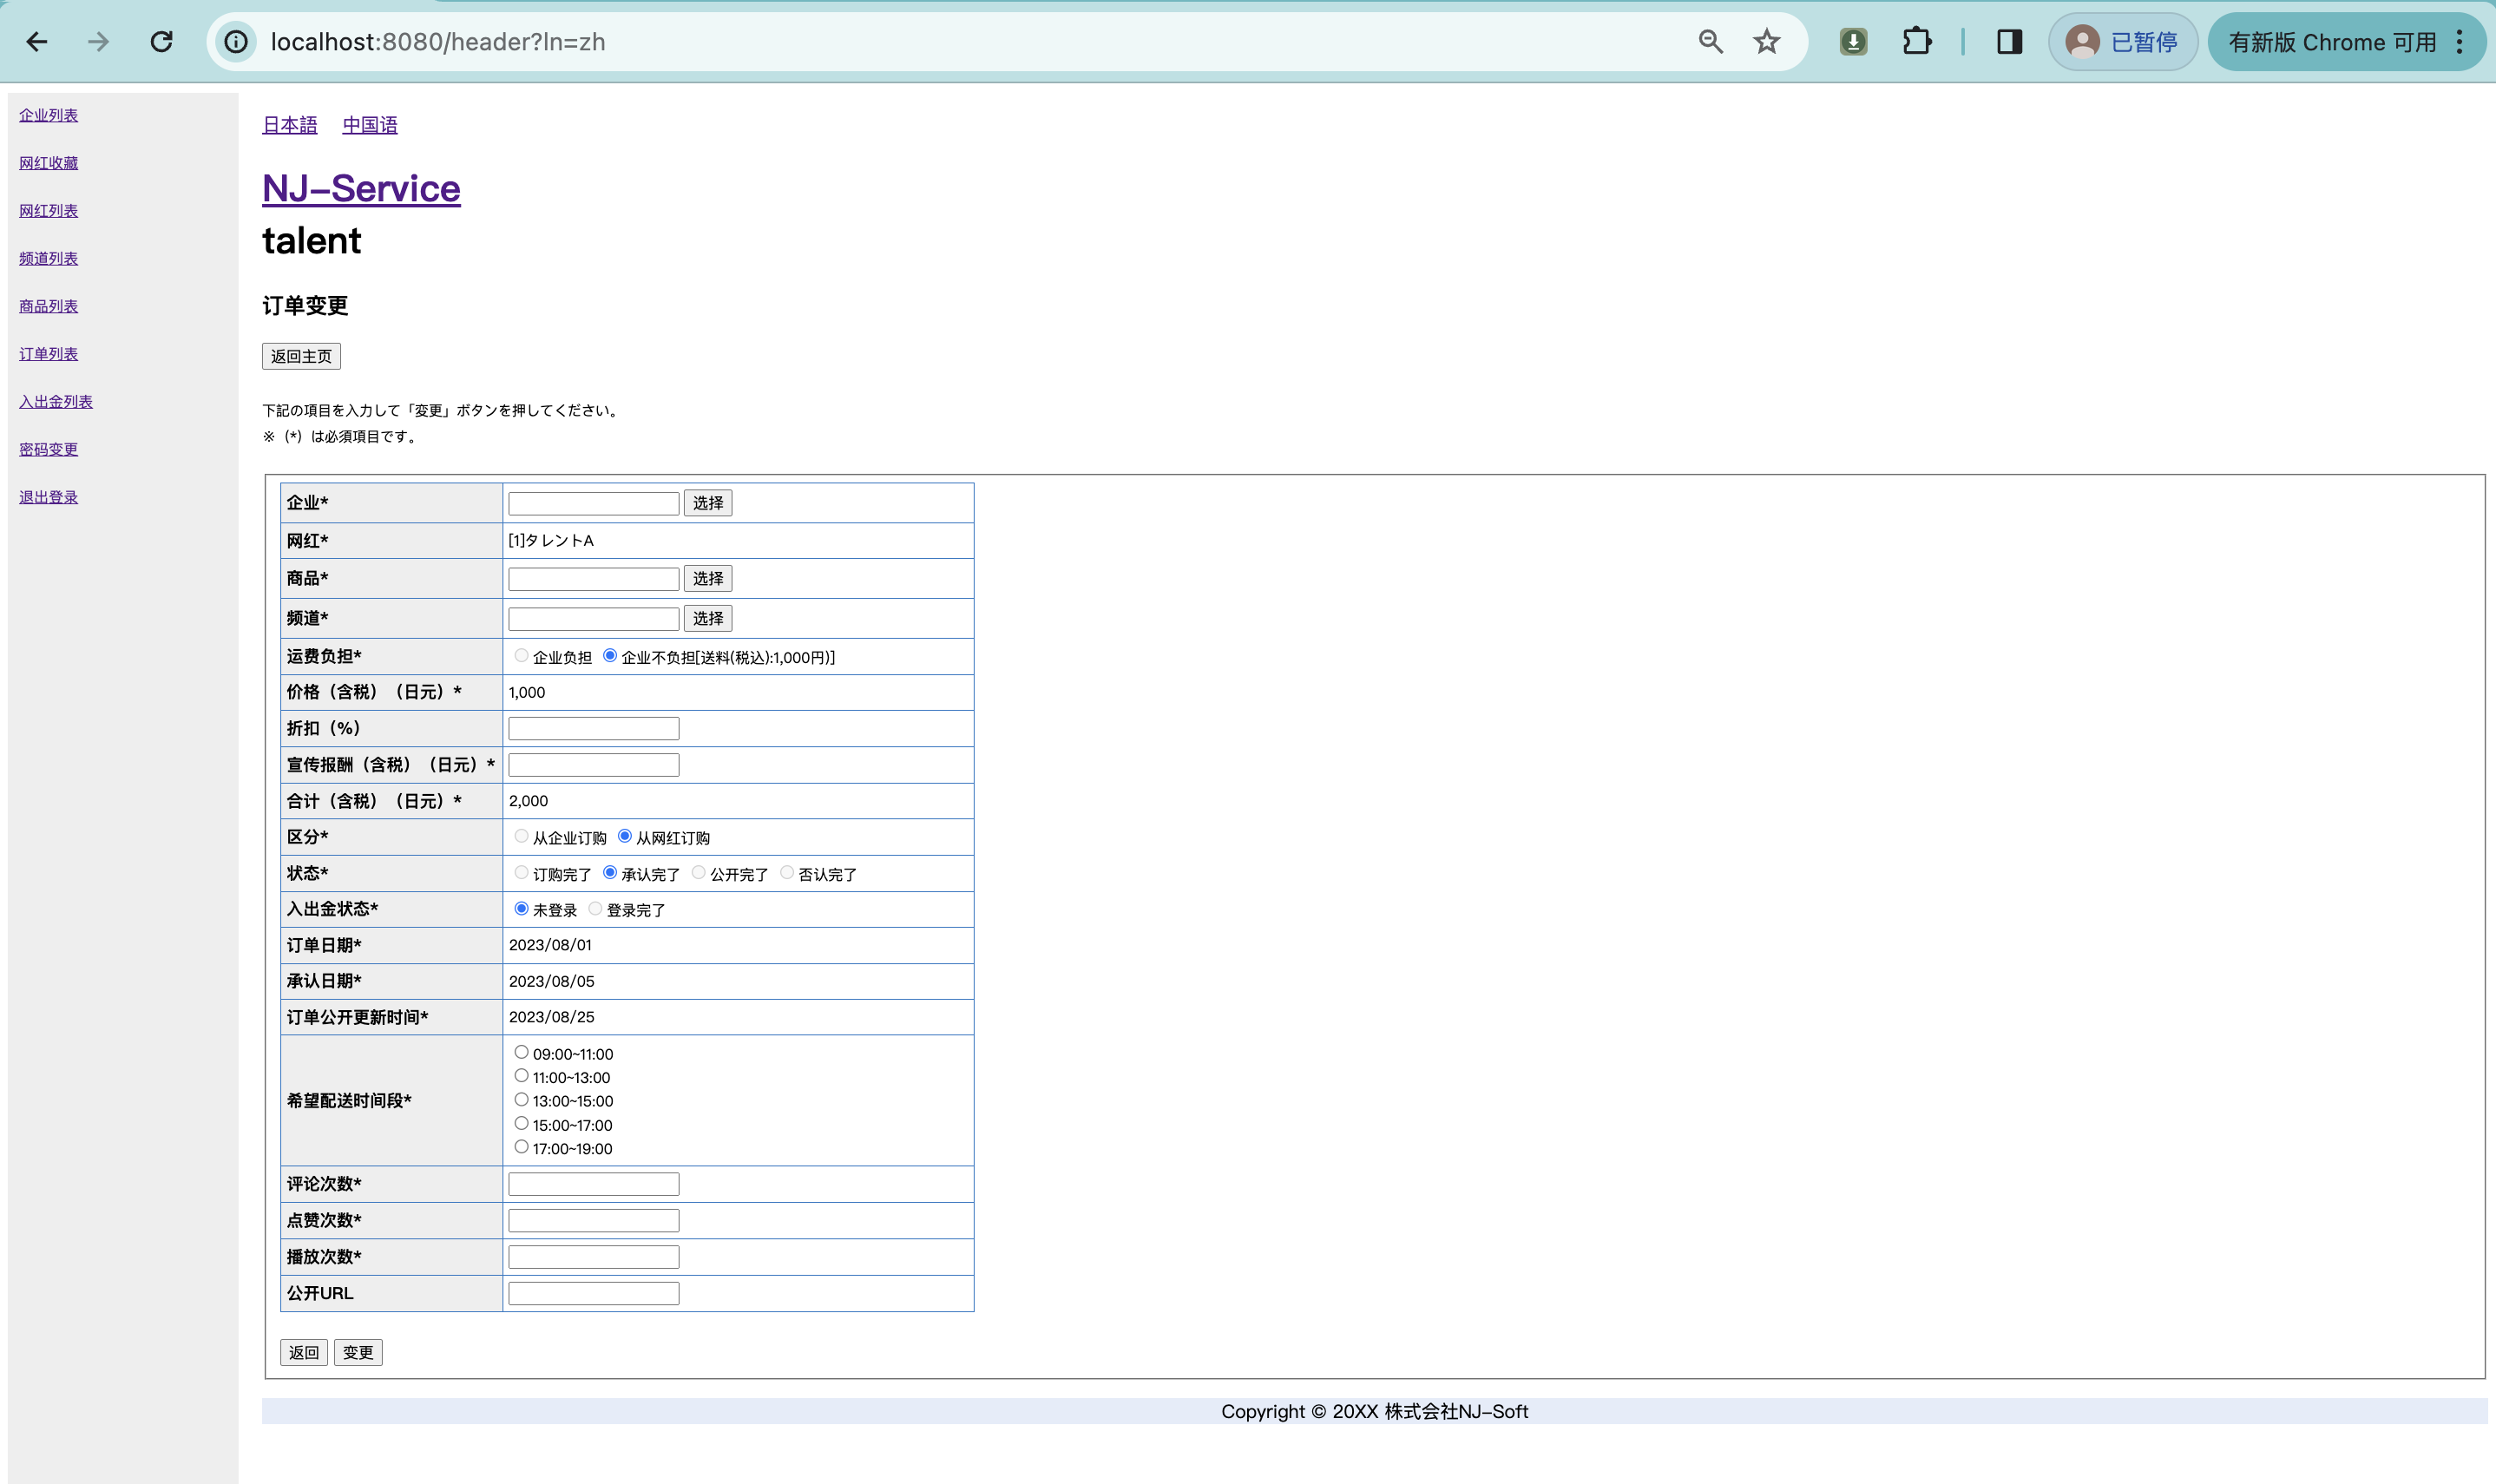 localhost:8080/header?ln=zh
已暂停
有新版 Chrome 可用
企业列表
网红收藏
网红列表
频道列表
商品列表
订单列表
入出金列表
密码变更
退出登录
日本語 中国语
NJ-Service
talent
订单变更
返回主页
下記の項目を入力して「变更」ボタンを押してください。
※（*）は必須項目です。
企业* 选择
网红* [1]タレントA
商品* 选择
频道* 选择
运费负担* 企业负担 企业不负担[送料(税込):1,000円)]
价格（含税）（日元）* 1,000
折扣（%）
宣传报酬（含税）（日元）*
合计（含税）（日元）* 2,000
区分* 从企业订购 从网红订购
状态* 订购完了 承认完了 公开完了 否认完了
入出金状态* 未登录 登录完了
订单日期* 2023/08/01
承认日期* 2023/08/05
订单公开更新时间* 2023/08/25
希望配送时间段*
09:00~11:00
11:00~13:00
13:00~15:00
15:00~17:00
17:00~19:00
评论次数*
点赞次数*
播放次数*
公开URL
返回 变更
Copyright © 20XX 株式会社NJ-Soft